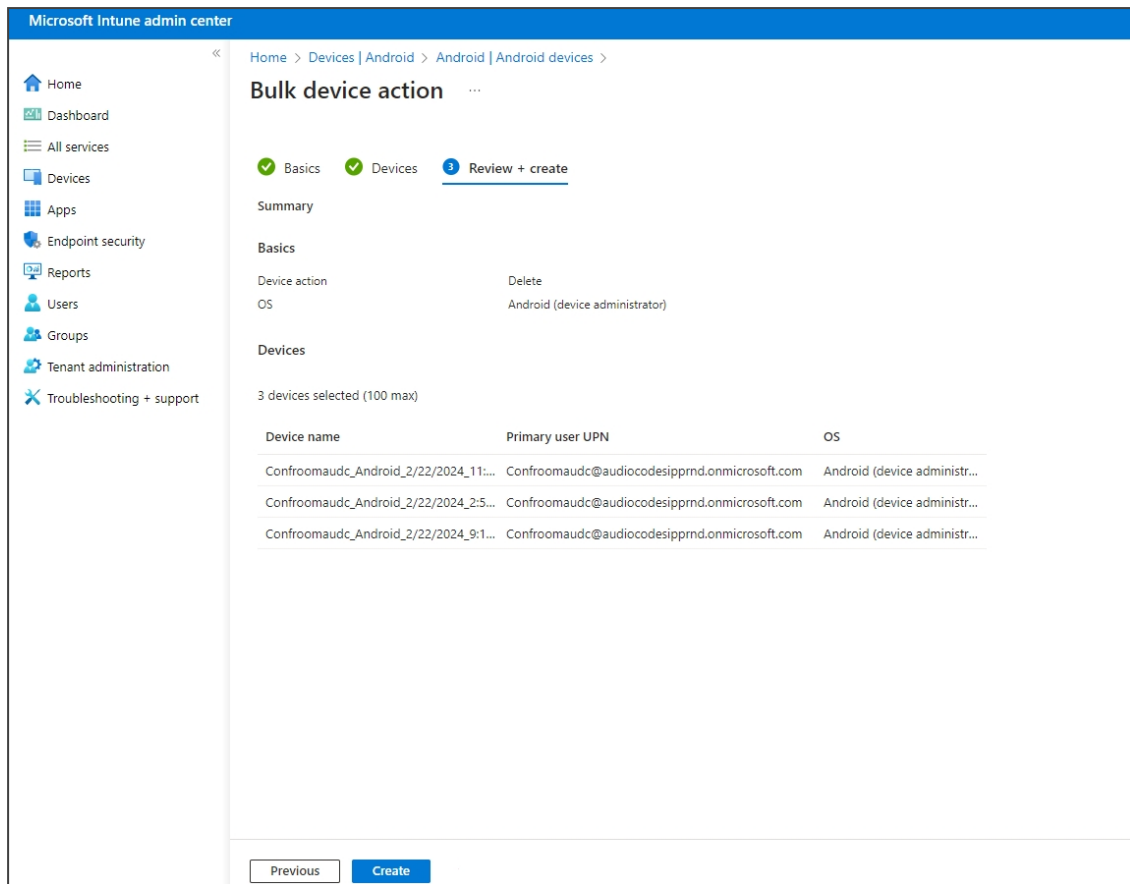 Microsoft Intune admin center
«
Home > Devices | Android > Android | Android devices >
Bulk device action ...
Home
Dashboard
All services
Devices
Apps
Endpoint security
Reports
Users
Groups
Tenant administration
Troubleshooting + support
Basics
Devices
3 Review + create
Summary
Basics
Device action Delete
OS Android (device administrator)
Devices
3 devices selected (100 max)
Device name Primary user UPN OS
Confroomaudc_Android_2/22/2024_11:... Confroomaudc@audiocodesipprnd.onmicrosoft.com Android (device administr...
Confroomaudc_Android_2/22/2024_2:5... Confroomaudc@audiocodesipprnd.onmicrosoft.com Android (device administr...
Confroomaudc_Android_2/22/2024_9:1... Confroomaudc@audiocodesipprnd.onmicrosoft.com Android (device administr...
Previous Create